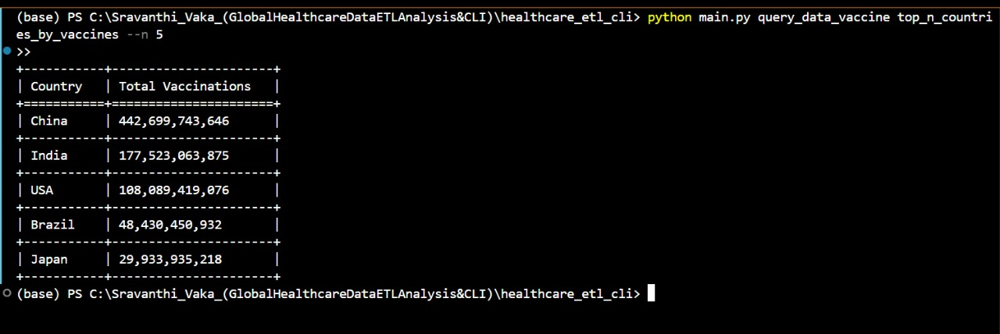 (base) PS C:\Sravanthi_Vaka_(GlobalHealthcareDataETLAnalysis&CLI)\healthcare_etl_cli> python main.py query_data_vaccine top_n_countri
es_by_vaccines --n 5
>>
+-----------+----------------------+
| Country   | Total Vaccinations   |
+===========+======================+
| China     | 442,699,743,646      |
+-----------+----------------------+
| India     | 177,523,063,875      |
+-----------+----------------------+
| USA       | 108,089,419,076      |
+-----------+----------------------+
| Brazil    | 48,430,450,932       |
+-----------+----------------------+
| Japan     | 29,933,935,218       |
+-----------+----------------------+
(base) PS C:\Sravanthi_Vaka_(GlobalHealthcareDataETLAnalysis&CLI)\healthcare_etl_cli>